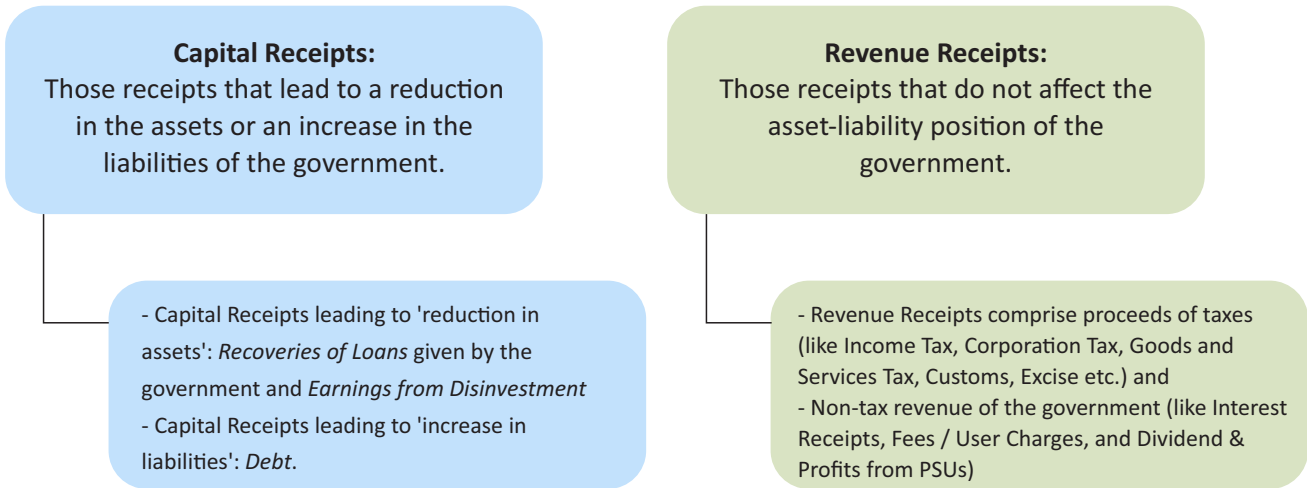 Capital Receipts:
Those receipts that lead to a reduction
in the assets or an increase in the
liabilities of the government.
- Capital Receipts leading to 'reduction in
assets': Recoveries of Loans given by the
government and Earnings from Disinvestment
- Capital Receipts leading to 'increase in
liabilities': Debt.
Revenue Receipts:
Those receipts that do not affect the
asset-liability position of the
government.
- Revenue Receipts comprise proceeds of taxes
(like Income Tax, Corporation Tax, Goods and
Services Tax, Customs, Excise etc.) and
- Non-tax revenue of the government (like Interest
Receipts, Fees / User Charges, and Dividend &
Profits from PSUs)